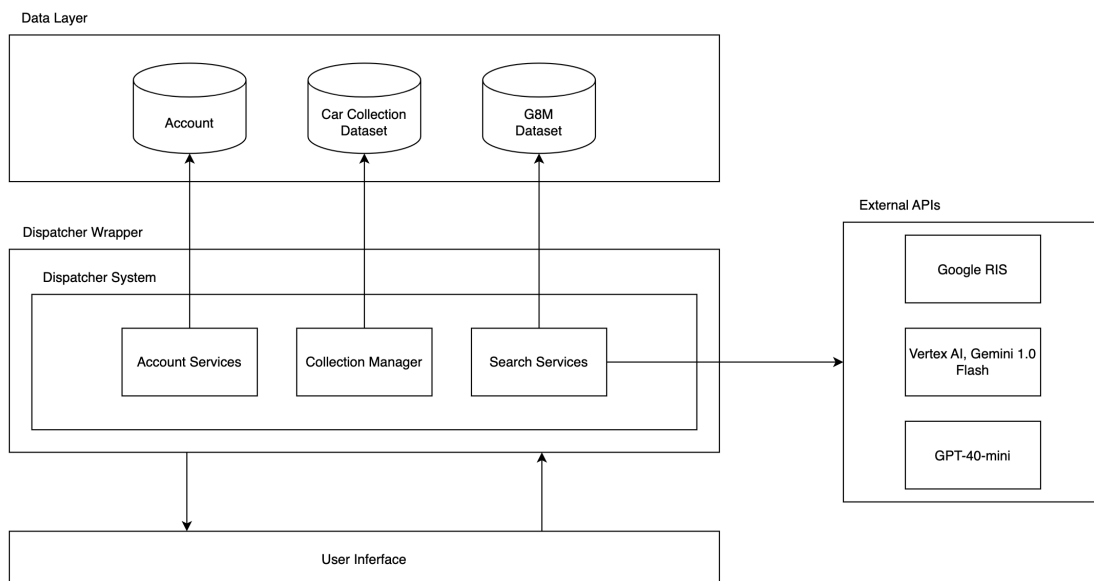 Data Layer
Account
Car Collection
Dataset
G8M
Dataset
External APIs
Dispatcher Wrapper
Google RIS
Dispatcher System
Account Services
Collection Manager
Search Services
Vertex AI, Gemini 1.0
Flash
GPT-40-mini
User Inferface